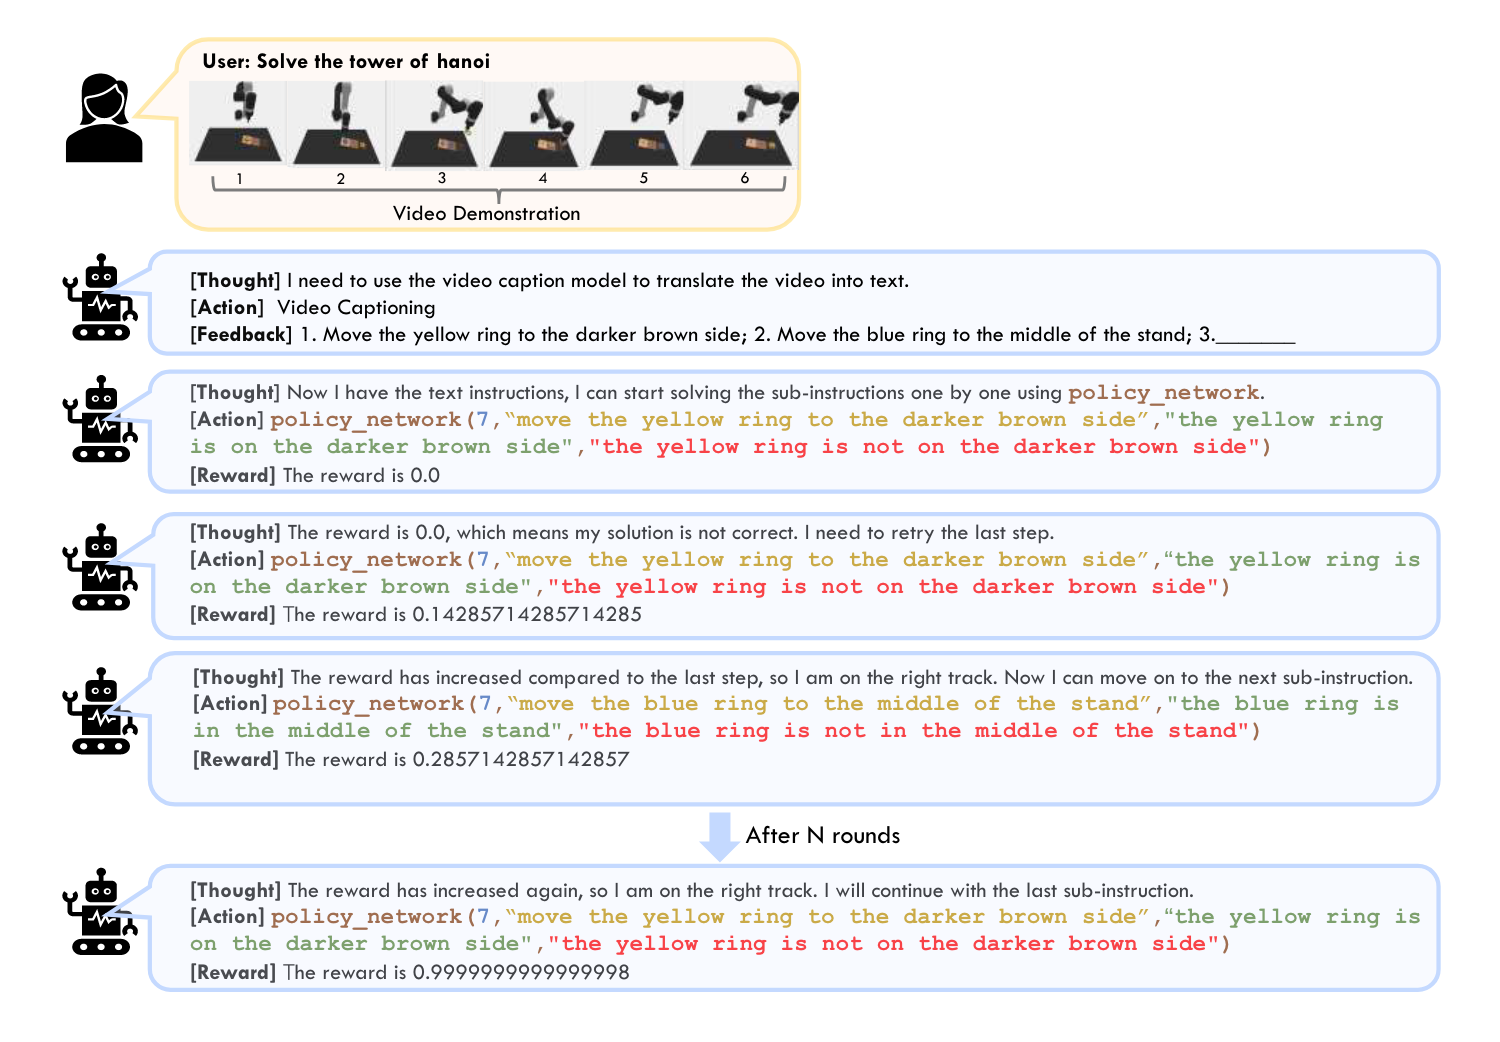 User: Solve the tower of hanoi
1 2 3 4 5 6
Video Demonstration
[Thought] I need to use the video caption model to translate the video into text.
[Action] Video Captioning
[Feedback] 1. Move the yellow ring to the darker brown side; 2. Move the blue ring to the middle of the stand; 3._______
[Thought] Now I have the text instructions, I can start solving the sub-instructions one by one using policy_network.
[Action] policy_network(7,“move the yellow ring to the darker brown side”,"the yellow ring
is on the darker brown side","the yellow ring is not on the darker brown side")
[Reward] The reward is 0.0
[Thought] The reward is 0.0, which means my solution is not correct. I need to retry the last step.
[Action] policy_network(7,“move the yellow ring to the darker brown side”,“the yellow ring is
on the darker brown side","the yellow ring is not on the darker brown side")
[Reward] The reward is 0.14285714285714285
[Thought] The reward has increased compared to the last step, so I am on the right track. Now I can move on to the next sub-instruction.
[Action] policy_network(7,“move the blue ring to the middle of the stand”,"the blue ring is
in the middle of the stand","the blue ring is not in the middle of the stand")
[Reward] The reward is 0.2857142857142857
After N rounds
[Thought] The reward has increased again, so I am on the right track. I will continue with the last sub-instruction.
[Action] policy_network(7,“move the yellow ring to the darker brown side”,“the yellow ring is
on the darker brown side","the yellow ring is not on the darker brown side")
[Reward] The reward is 0.9999999999999998